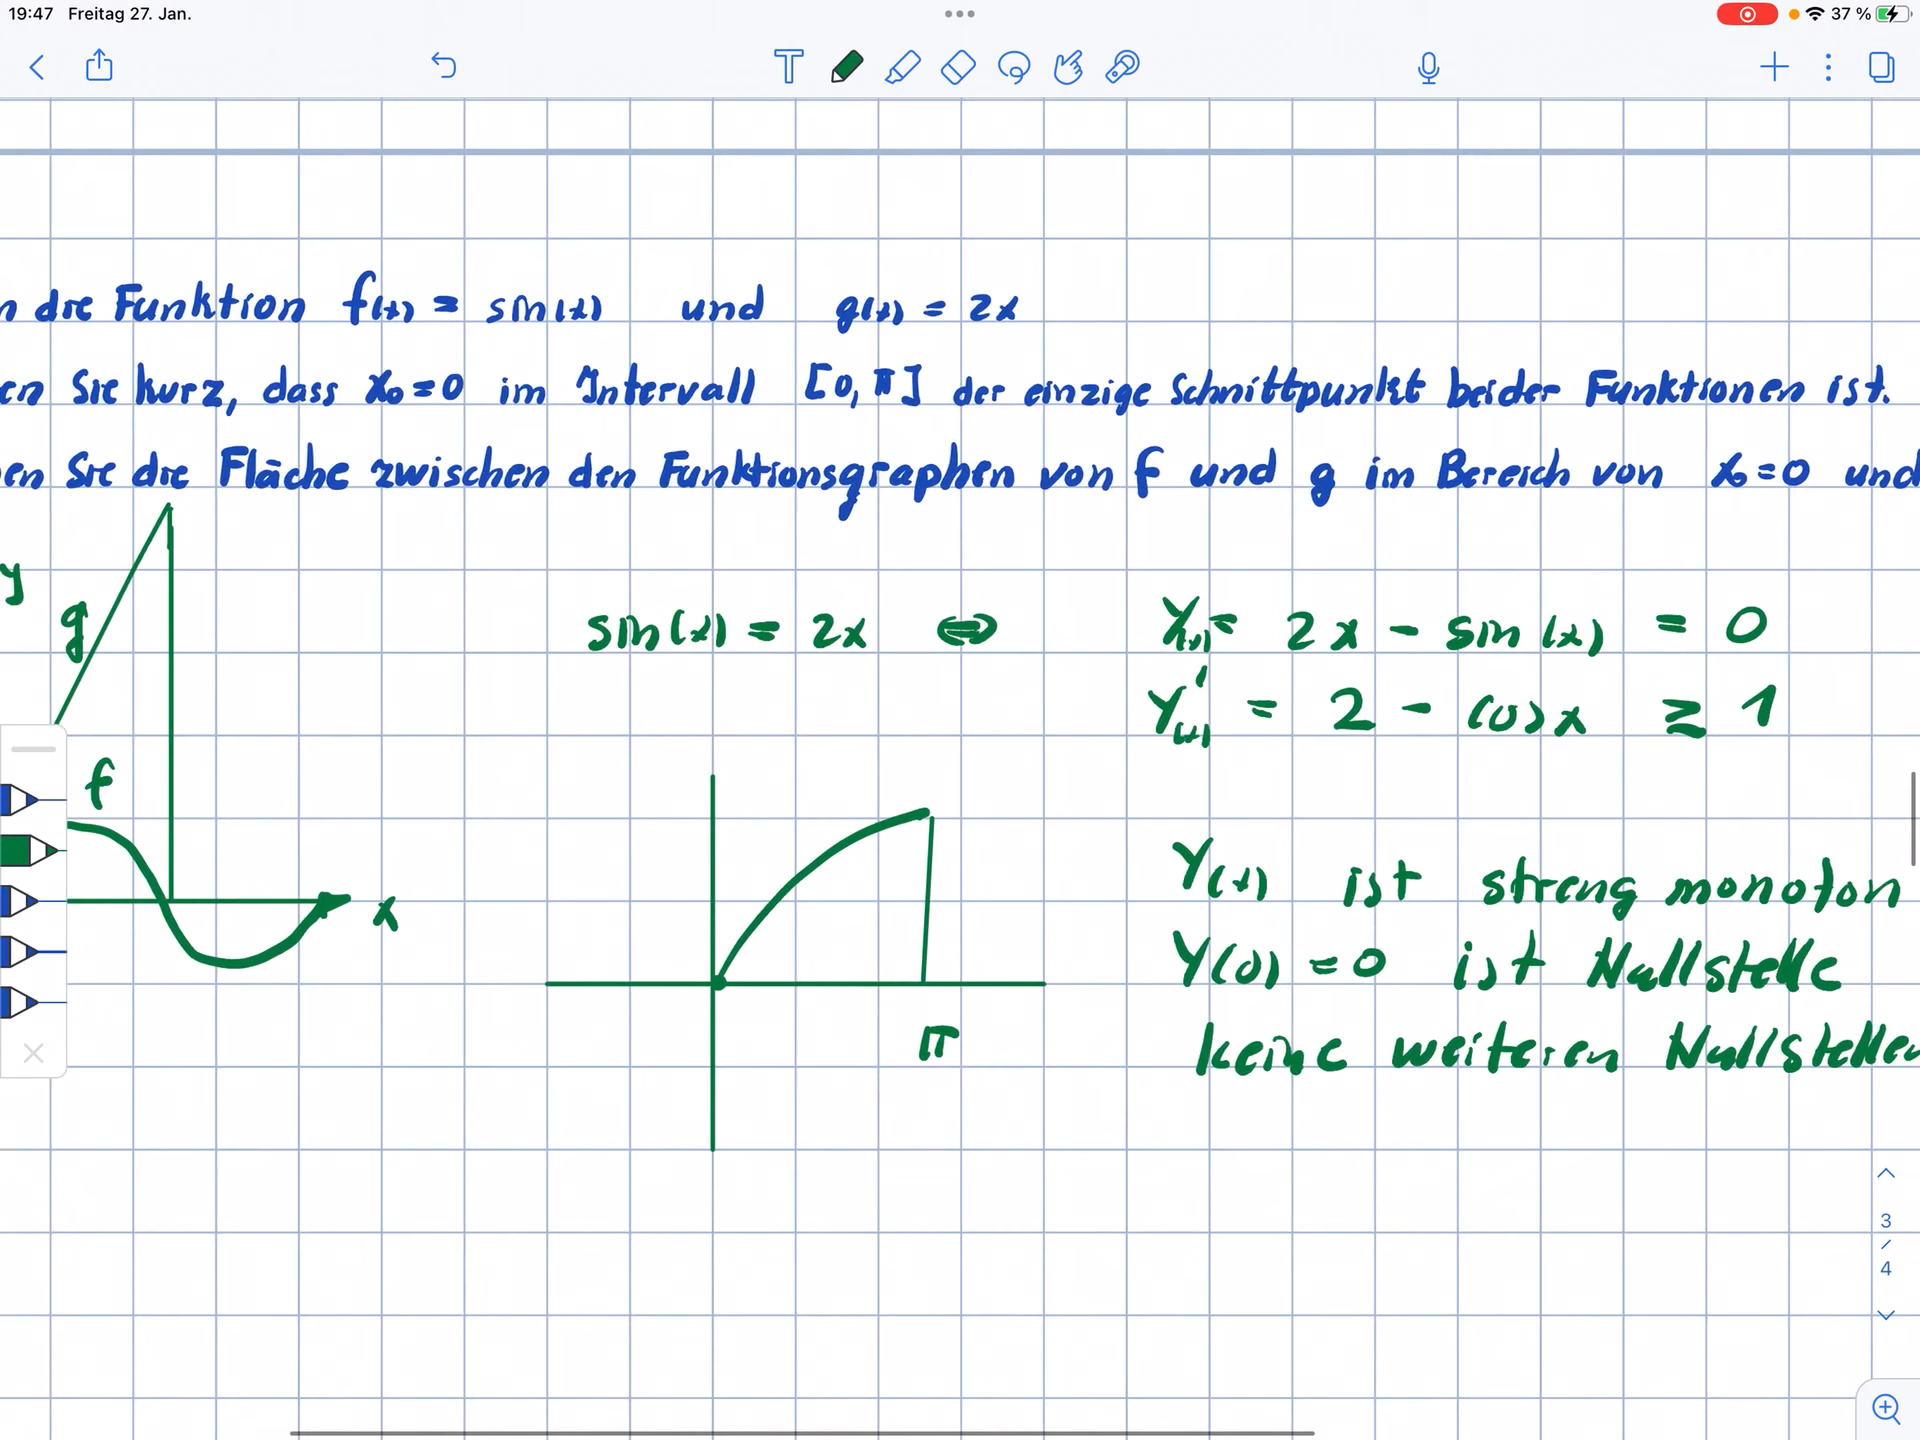 19:47 Freitag 27. Jan.
37 %
n die Funktion f(x) = sin(x) und g(x) = 2x
en Sie kurz, dass x₀=0 im Intervall [0, π] der einzige Schnittpunkt beider Funktionen ist.
en Sie die Fläche zwischen den Funktionsgraphen von f und g im Bereich von x₀=0 und
y
g
sin(x) = 2x ⇔ Y(x) = 2x - sin(x) = 0
Y'(x) = 2 - cos x ≥ 1
f
Y(x) ist streng monoton
x
Y(0) = 0 ist Nullstelle
π
keine weiteren Nullstellen
3
/
4